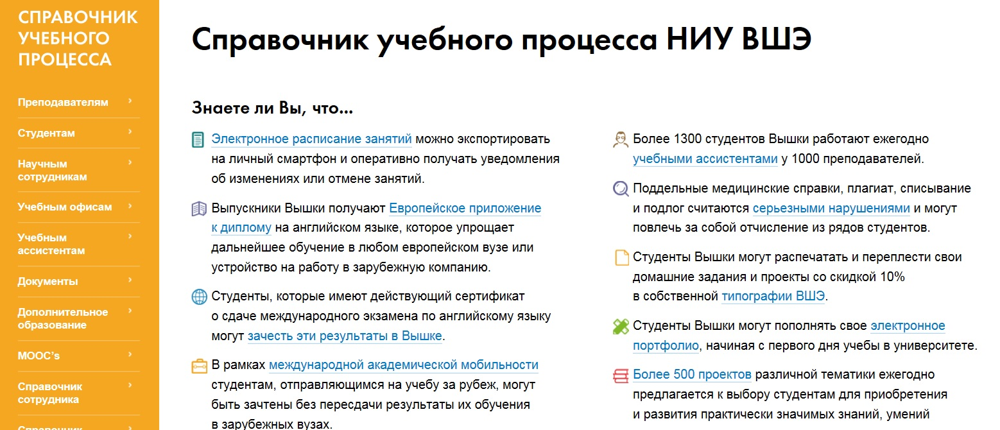 СПРАВОЧНИК
УЧЕБНОГО
ПРОЦЕССА
Преподавателям
Студентам
Научным
сотрудникам
Учебным офисам
Учебным
ассистентам
Документы
Дополнительное
образование
MOOC’s
Справочник
сотрудника
Справочник
Справочник учебного процесса НИУ ВШЭ
Знаете ли Вы, что...
Электронное расписание занятий можно экспортировать
на личный смартфон и оперативно получать уведомления
об изменениях или отмене занятий.
Выпускники Вышки получают Европейское приложение
к диплому на английском языке, которое упрощает
дальнейшее обучение в любом европейском вузе или
устройство на работу в зарубежную компанию.
Студенты, которые имеют действующий сертификат
о сдаче международного экзамена по английскому языку
могут зачесть эти результаты в Вышке.
В рамках международной академической мобильности
студентам, отправляющимся на учебу за рубеж, могут
быть зачтены без пересдачи результаты их обучения
в зарубежных вузах.
Более 1300 студентов Вышки работают ежегодно
учебными ассистентами у 1000 преподавателей.
Поддельные медицинские справки, плагиат, списывание
и подлог считаются серьезными нарушениями и могут
повлечь за собой отчисление из рядов студентов.
Студенты Вышки могут распечатать и переплести свои
домашние задания и проекты со скидкой 10%
в собственной типографии ВШЭ.
Студенты Вышки могут пополнять свое электронное
портфолио, начиная с первого дня учебы в университете.
Более 500 проектов различной тематики ежегодно
предлагается к выбору студентам для приобретения
и развития практически значимых знаний, умений